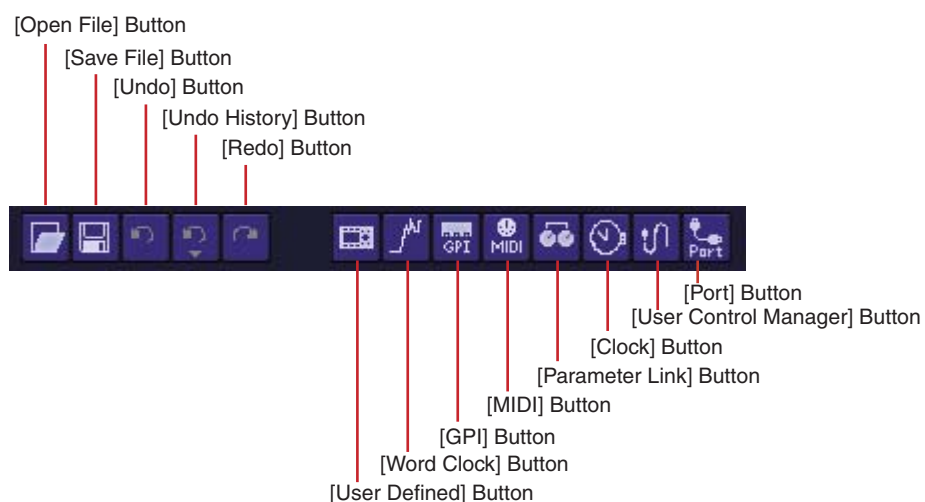 [Open File] Button
[Save File] Button
[Undo] Button
[Undo History] Button
[Redo] Button
GPI
MIDI
Port
[Port] Button
[User Control Manager] Button
[Clock] Button
[Parameter Link] Button
[MIDI] Button
[GPI] Button
[Word Clock] Button
[User Defined] Button